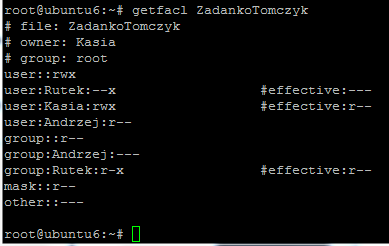 root@ubuntu6:~# getfacl ZadankoTomczyk
# file: ZadankoTomczyk
# owner: Kasia
# group: root
user::rwx
user:Rutek:--x                  #effective:---
user:Kasia:rwx                  #effective:r--
user:Andrzej:r--
group::r--
group:Andrzej:---
group:Rutek:r-x                 #effective:r--
mask::r--
other::---
root@ubuntu6:~#